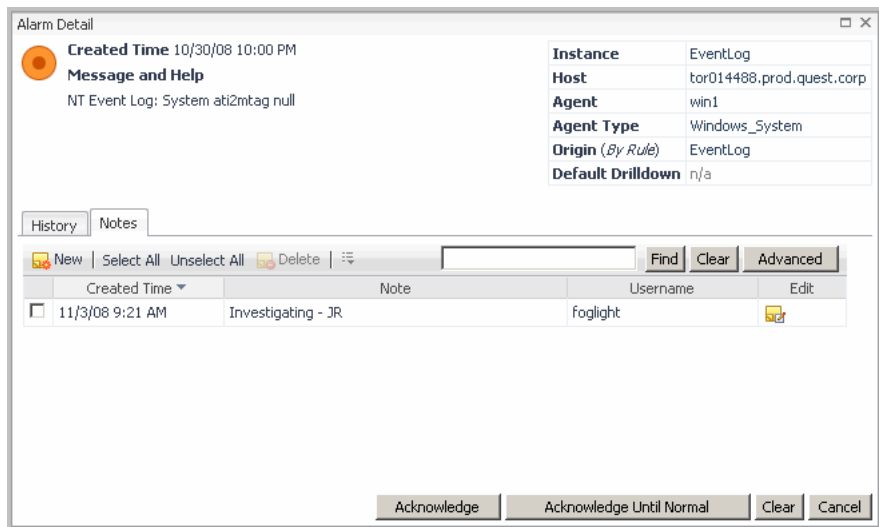 Alarm Detail
Created Time 10/30/08 10:00 PM
Message and Help
NT Event Log: System ati2mtag null
Instance EventLog
Host tor014488.prod.quest.corp
Agent win1
Agent Type Windows_System
Origin (By Rule) EventLog
Default Drilldown n/a
History Notes
New Select All Unselect All Delete Find Clear Advanced
Created Time Note Username Edit
11/3/08 9:21 AM Investigating - JR foglight
Acknowledge Acknowledge Until Normal Clear Cancel